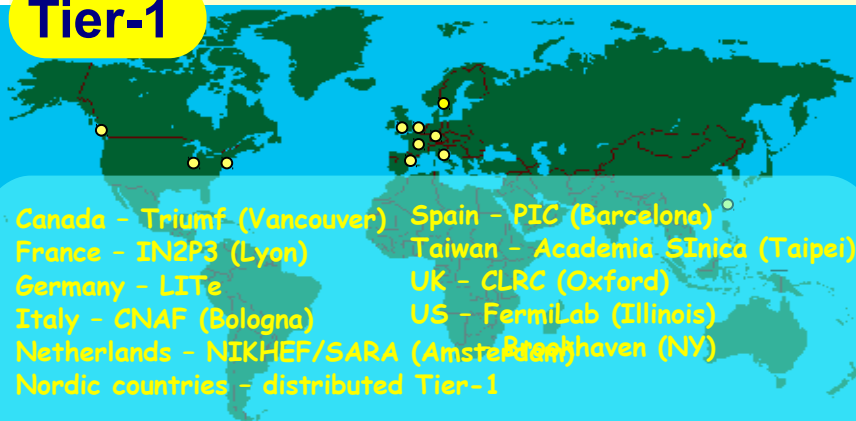 Tier-1
Canada – Triumf (Vancouver)
France – IN2P3 (Lyon)
Germany – LITe
Italy – CNAF (Bologna)
Netherlands – NIKHEF/SARA (Amsterdam)
Nordic countries – distributed Tier-1
Spain – PIC (Barcelona)
Taiwan – Academia SInica (Taipei)
UK – CLRC (Oxford)
US – FermiLab (Illinois)
– Brookhaven (NY)